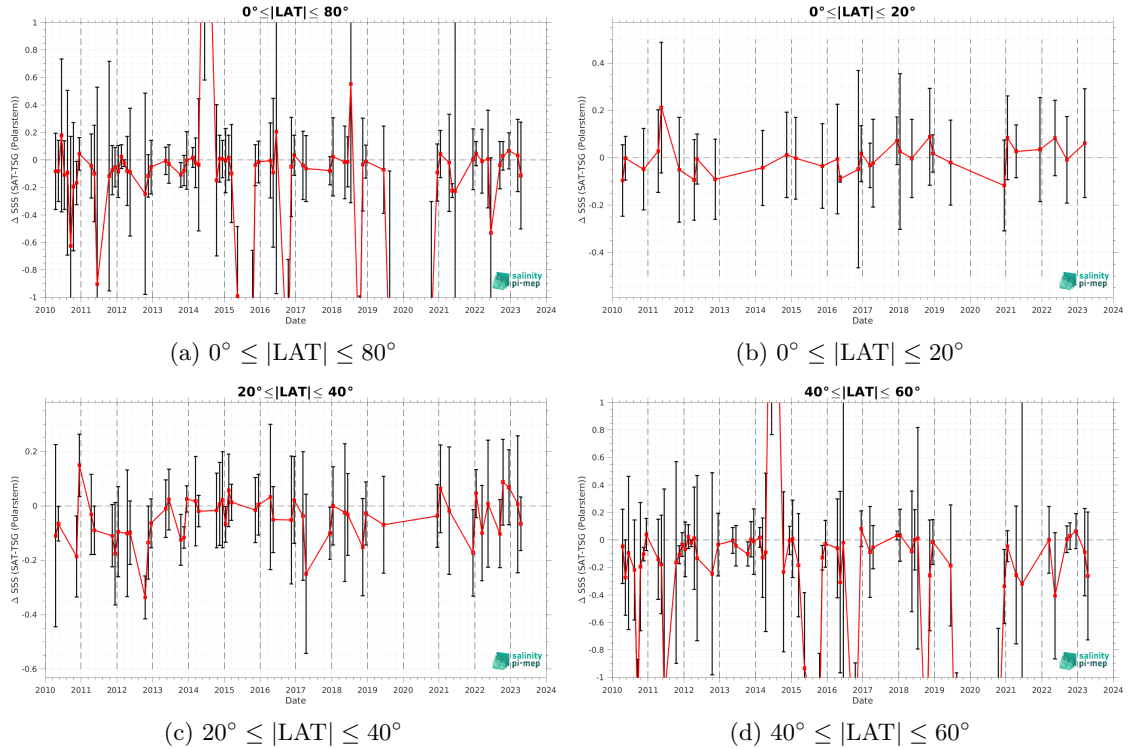 0°≤|LAT|≤ 80°
Δ SSS (SAT-TSG (Polarstern))
1
0.8
0.6
0.4
0.2
0
-0.2
-0.4
-0.6
-0.8
-1
2010 2011 2012 2013 2014 2015 2016 2017 2018 2019 2020 2021 2022 2023 2024
Date
salinity
pi-mep
(a) 0° ≤ |LAT| ≤ 80°
0°≤|LAT|≤ 20°
Δ SSS (SAT-TSG (Polarstern))
0.4
0.2
0
-0.2
-0.4
2010 2011 2012 2013 2014 2015 2016 2017 2018 2019 2020 2021 2022 2023 2024
Date
salinity
pi-mep
(b) 0° ≤ |LAT| ≤ 20°
20°≤|LAT|≤ 40°
Δ SSS (SAT-TSG (Polarstern))
0.2
0
-0.2
-0.4
-0.6
2010 2011 2012 2013 2014 2015 2016 2017 2018 2019 2020 2021 2022 2023 2024
Date
salinity
pi-mep
(c) 20° ≤ |LAT| ≤ 40°
40°≤|LAT|≤ 60°
Δ SSS (SAT-TSG (Polarstern))
1
0.8
0.6
0.4
0.2
0
-0.2
-0.4
-0.6
-0.8
-1
2010 2011 2012 2013 2014 2015 2016 2017 2018 2019 2020 2021 2022 2023 2024
Date
salinity
pi-mep
(d) 40° ≤ |LAT| ≤ 60°